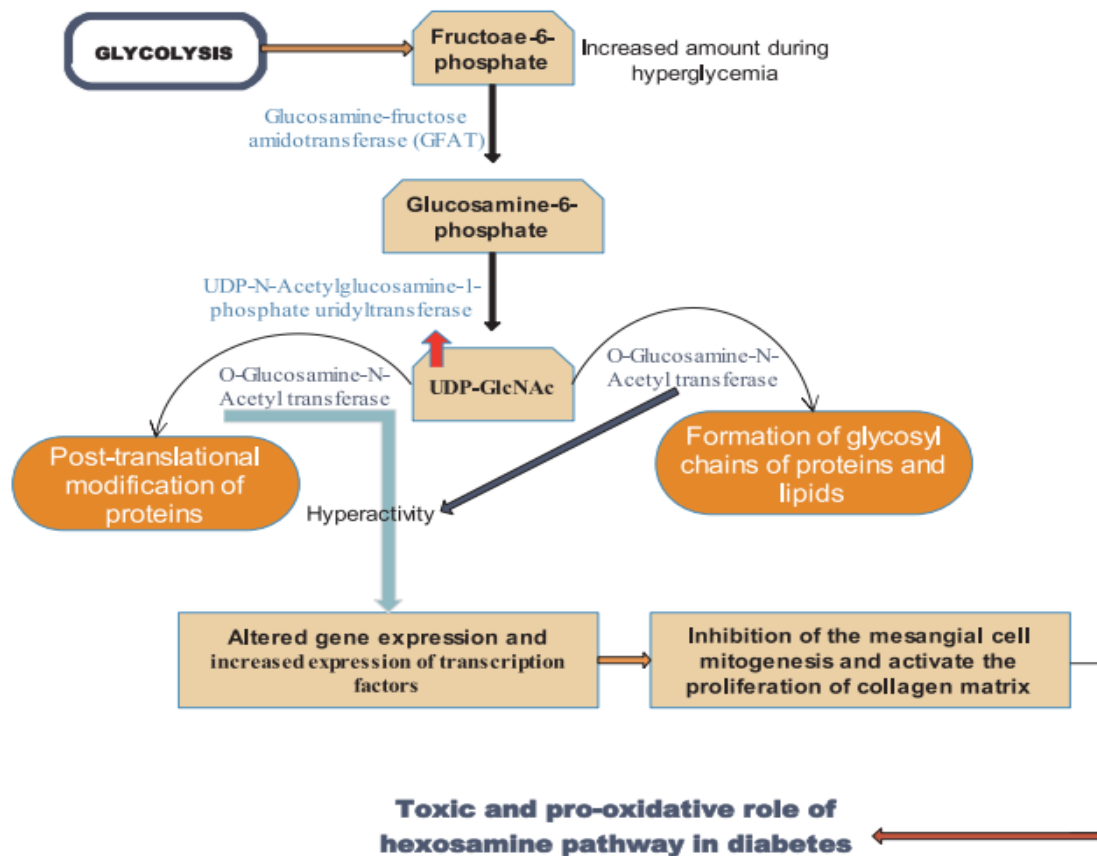 GLYCOLYSIS
Fructoae-6-
phosphate
Increased amount during
hyperglycemia
Glucosamine-fructose
amidotransferase (GFAT)
Glucosamine-6-
phosphate
UDP-N-Acetylglucosamine-1-
phosphate uridyltransferase
O-Glucosamine-N-
Acetyl transferase
UDP-GlcNAc
O-Glucosamine-N-
Acetyl transferase
Post-translational
modification of
proteins
Formation of glycosyl
chains of proteins and
lipids
Hyperactivity
Altered gene expression and
increased expression of transcription
factors
Inhibition of the mesangial cell
mitogenesis and activate the
proliferation of collagen matrix
Toxic and pro-oxidative role of
hexosamine pathway in diabetes